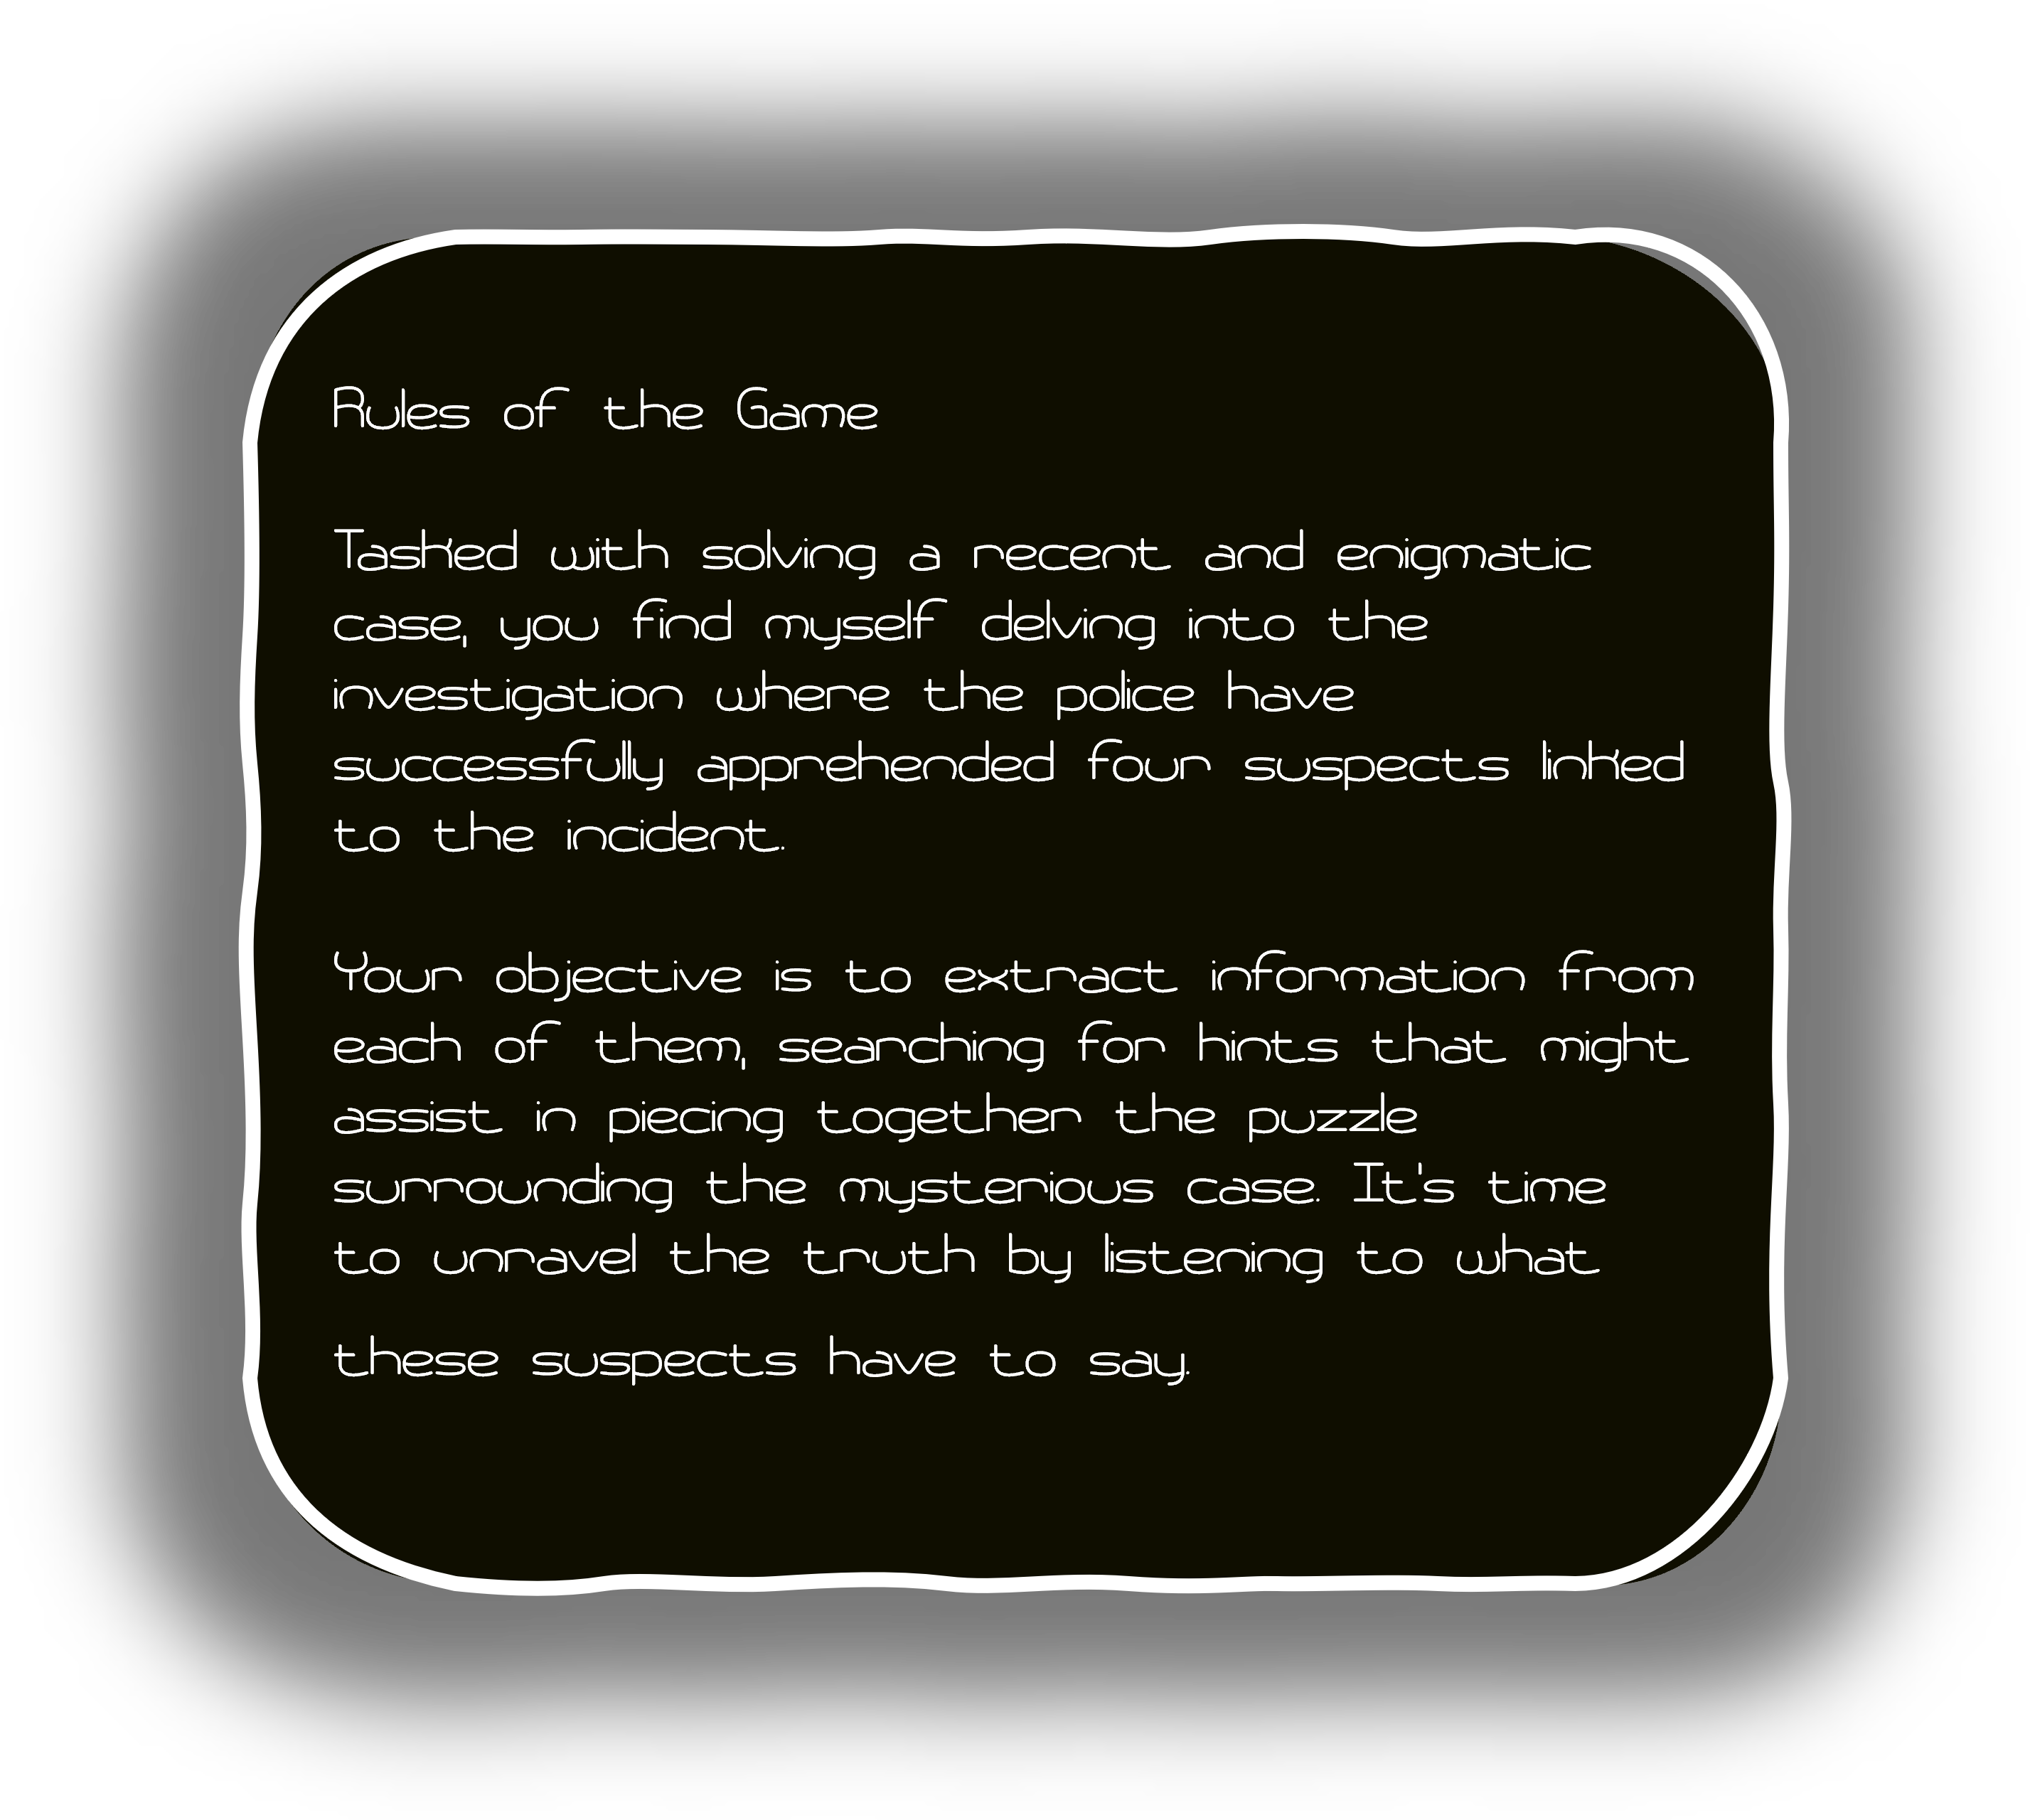 Rules of the Game
Tasked with solving a recent and enigmatic
case, you find myself delving into the
investigation where the police have
successfully apprehended four suspects linked
to the incident.
Your objective is to extract information from
each of them, searching for hints that might
assist in piecing together the puzzle
surrounding the mysterious case. It's time
to unravel the truth by listening to what
these suspects have to say.